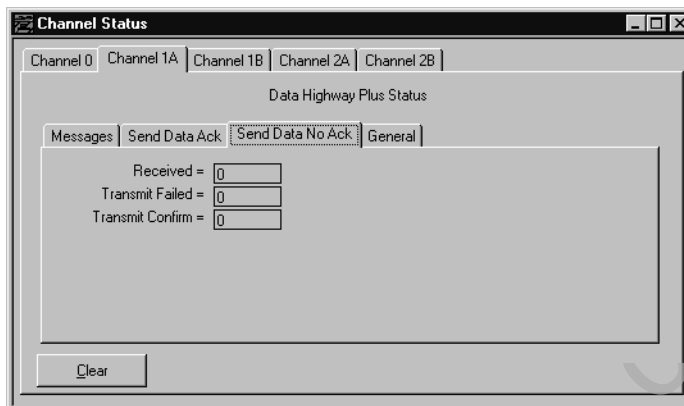 Channel Status
Channel 0 Channel 1A Channel 1B Channel 2A Channel 2B
Data Highway Plus Status
Messages Send Data Ack Send Data No Ack General
Received = 0
Transmit Failed = 0
Transmit Confirm = 0
Clear